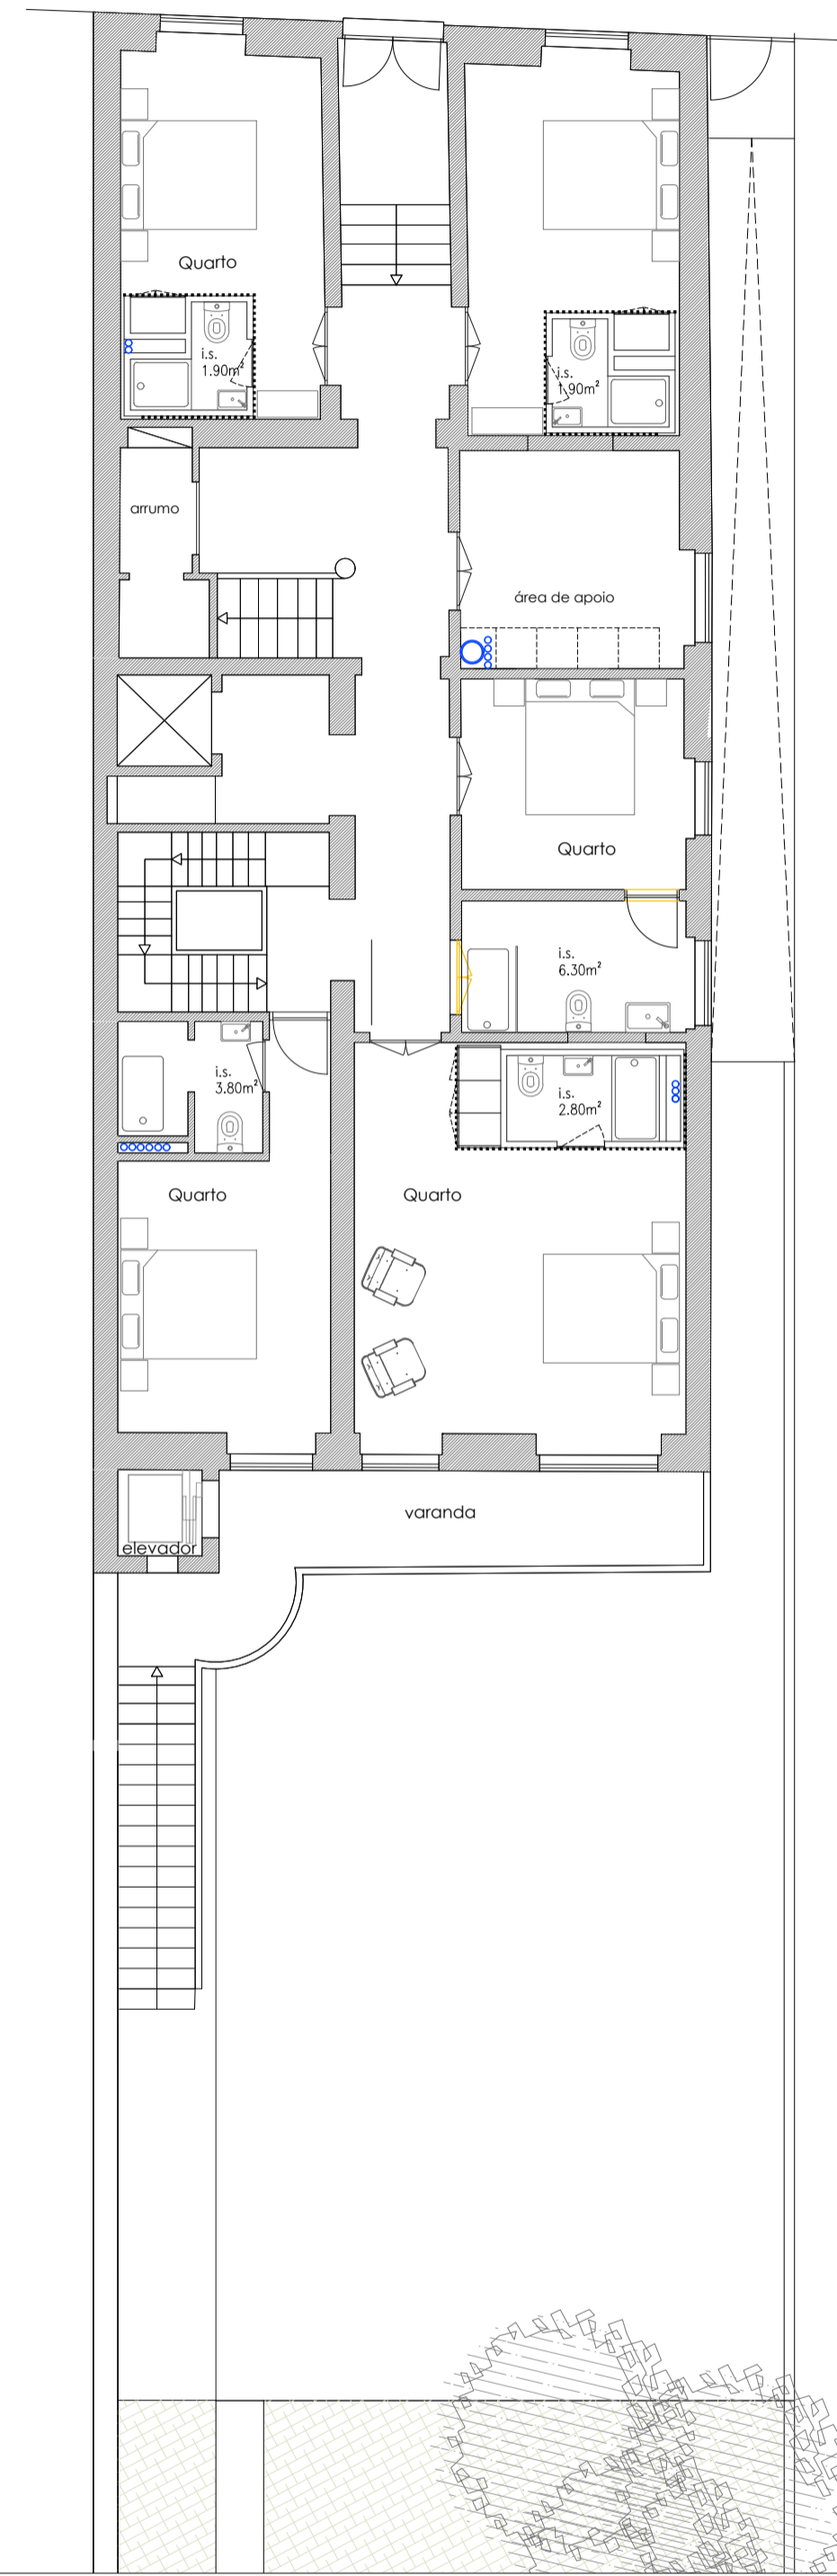 Quarto
i.s.
1.90m²
i.s.
1.90m²
arrumo
área de apoio
Quarto
i.s.
6.30m²
i.s.
3.80m²
i.s.
2.80m²
Quarto
Quarto
varanda
elevador